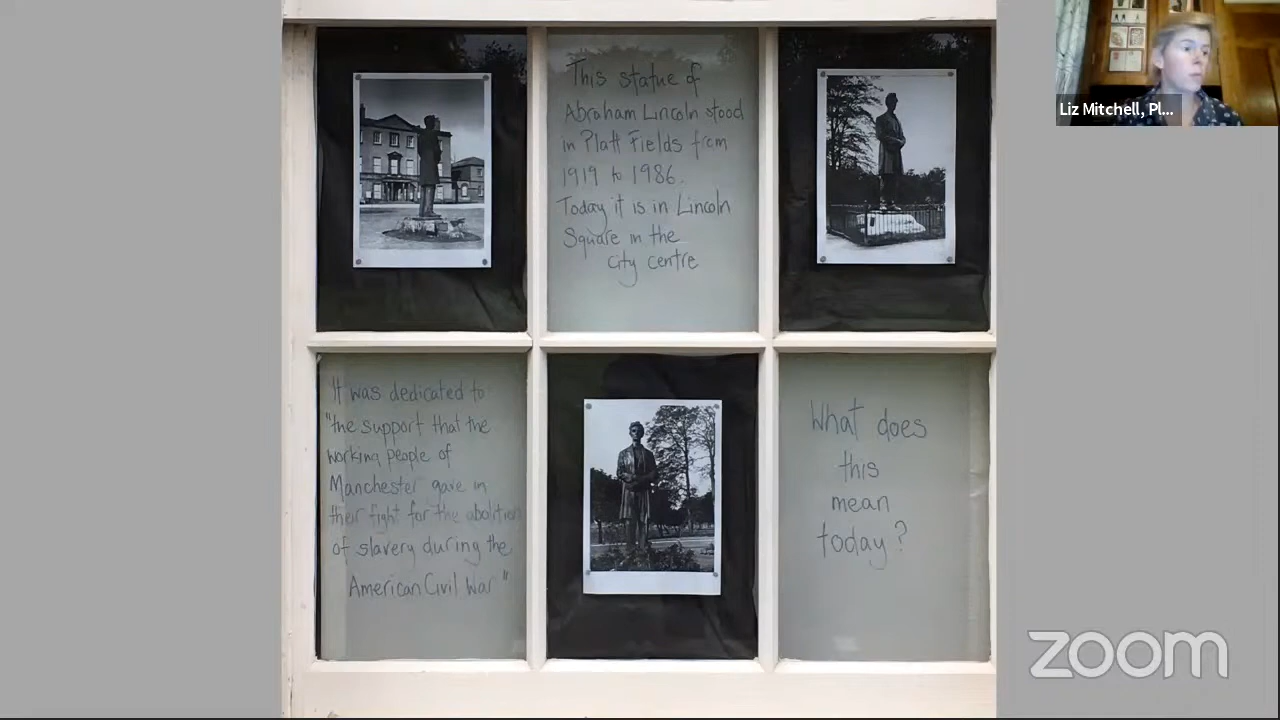 Liz Mitchell, Pl...
This statue of
Abraham Lincoln stood
in Platt Fields from
1919 to 1986.
Today it is in Lincoln
Square in the
city centre
It was dedicated to
"the support that the
working people of
Manchester gave in
their fight for the abolition
of slavery during the
American Civil War"
What does
this
mean
today?
zoom